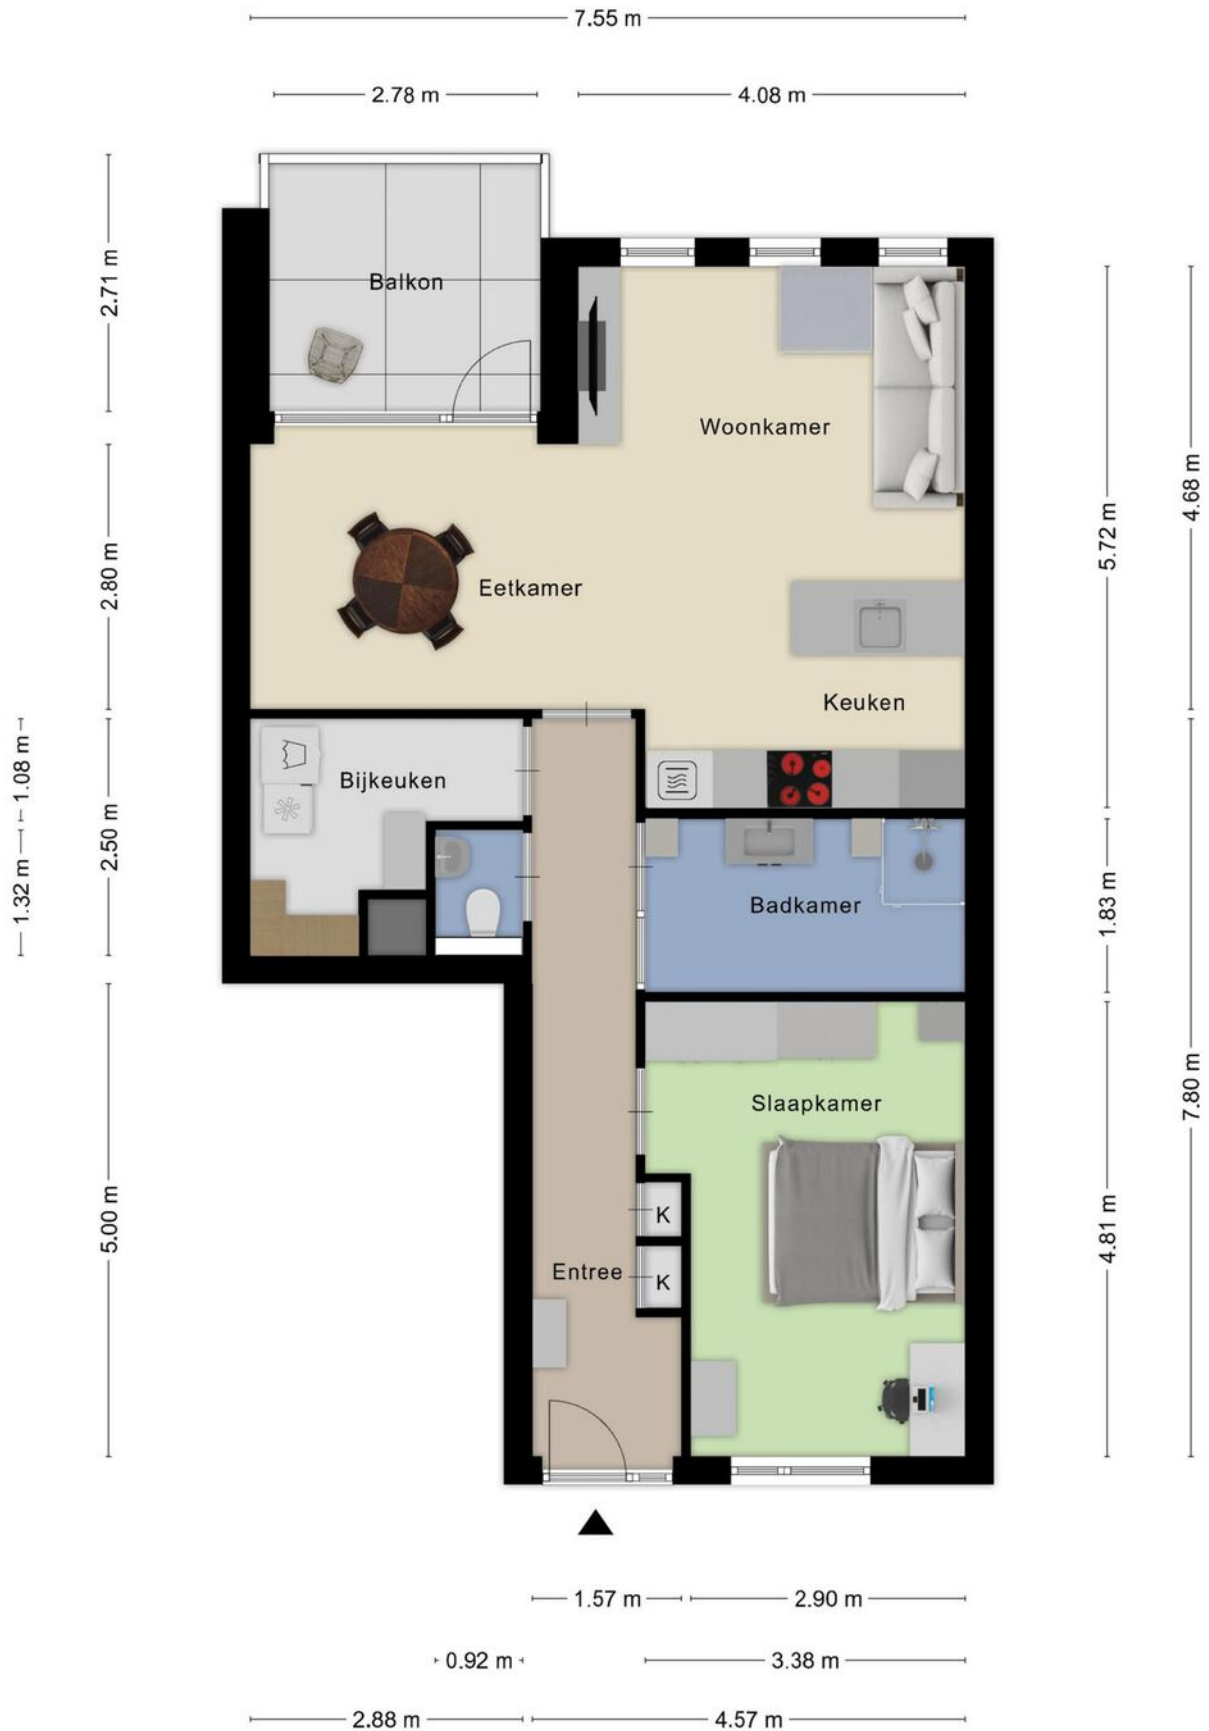 7.55 m
2.78 m
4.08 m
2.71 m
Balkon
Woonkamer
4.68 m
5.72 m
2.80 m
Eetkamer
Keuken
1.08 m
Bijkeuken
2.50 m
1.32 m
1.83 m
Badkamer
7.80 m
Slaapkamer
5.00 m
4.81 m
K
Entree
K
1.57 m
2.90 m
0.92 m
3.38 m
2.88 m
4.57 m